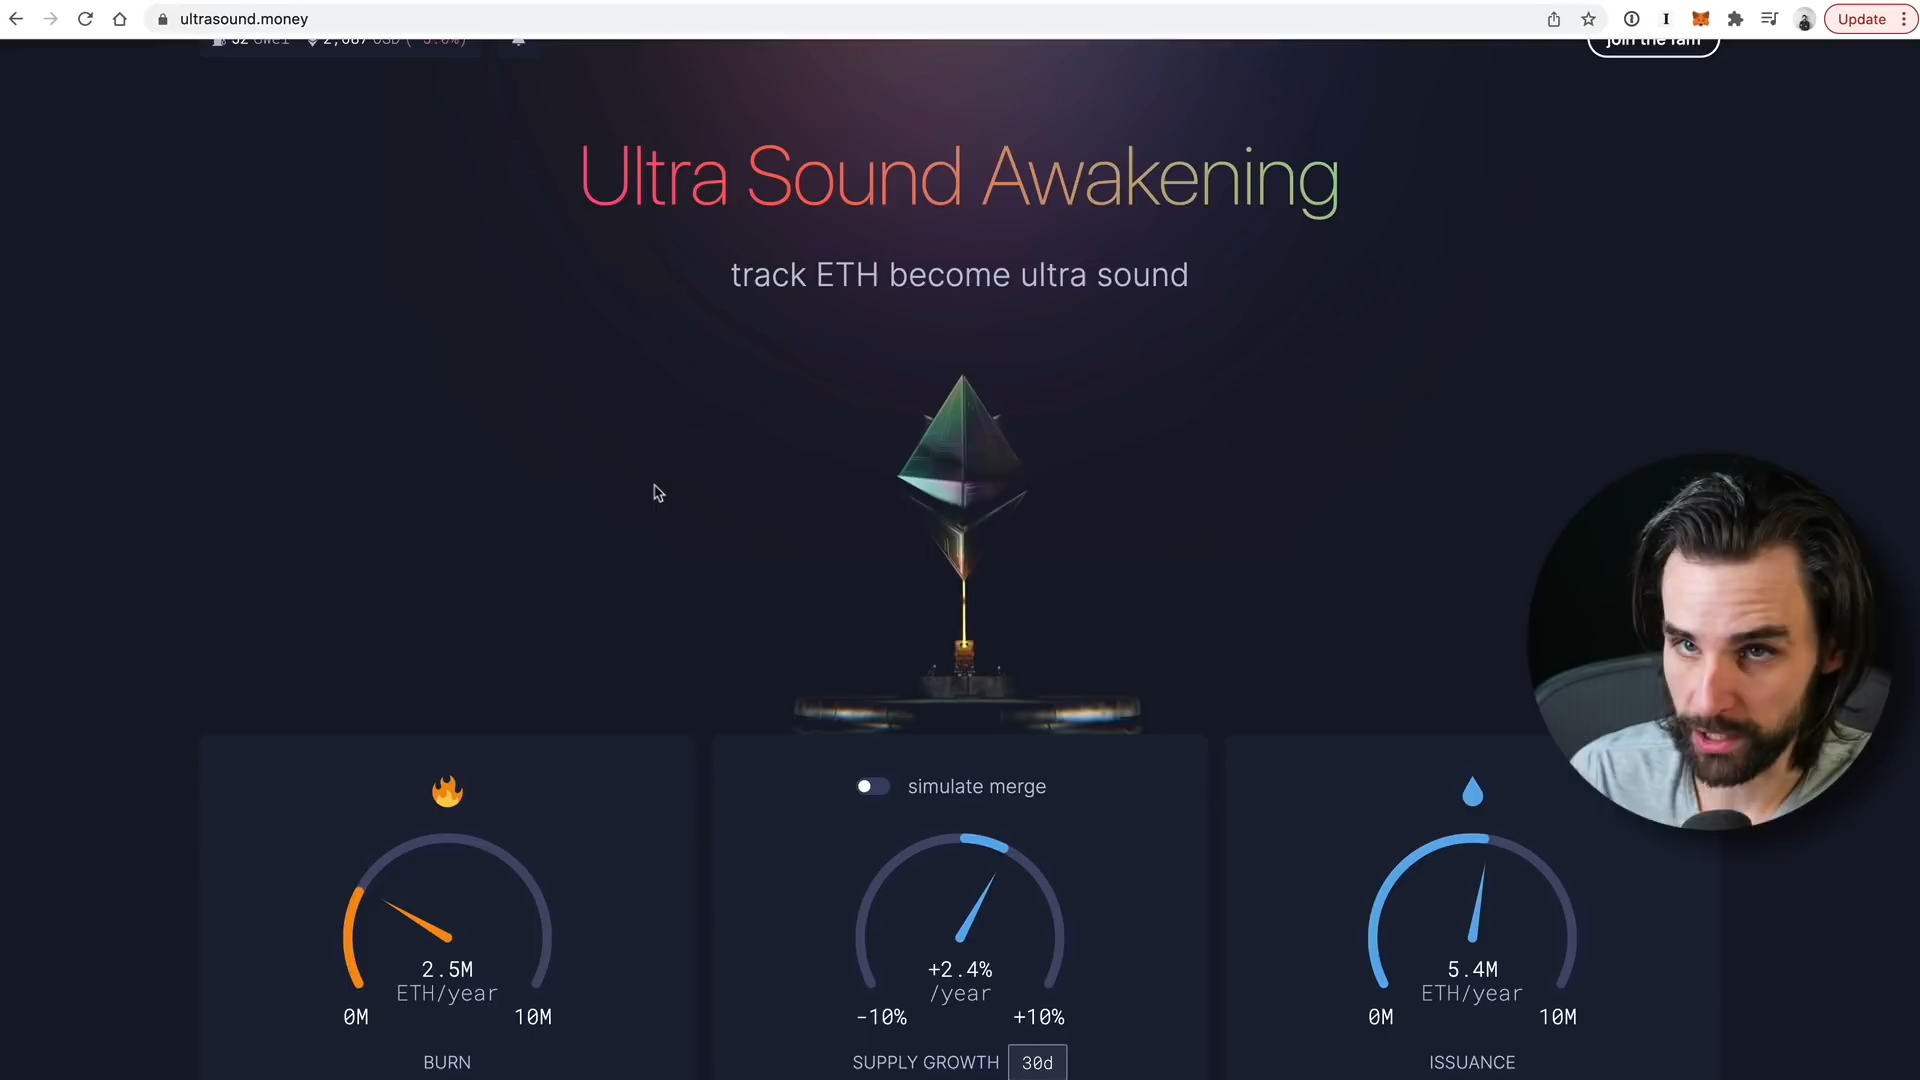 ultrasound.money
Update
Ultra Sound Awakening
track ETH become ultra sound
simulate merge
2.5M
ETH/year
0M
10M
BURN
+2.4%
/year
-10%
+10%
SUPPLY GROWTH
30d
5.4M
ETH/year
0M
10M
ISSUANCE